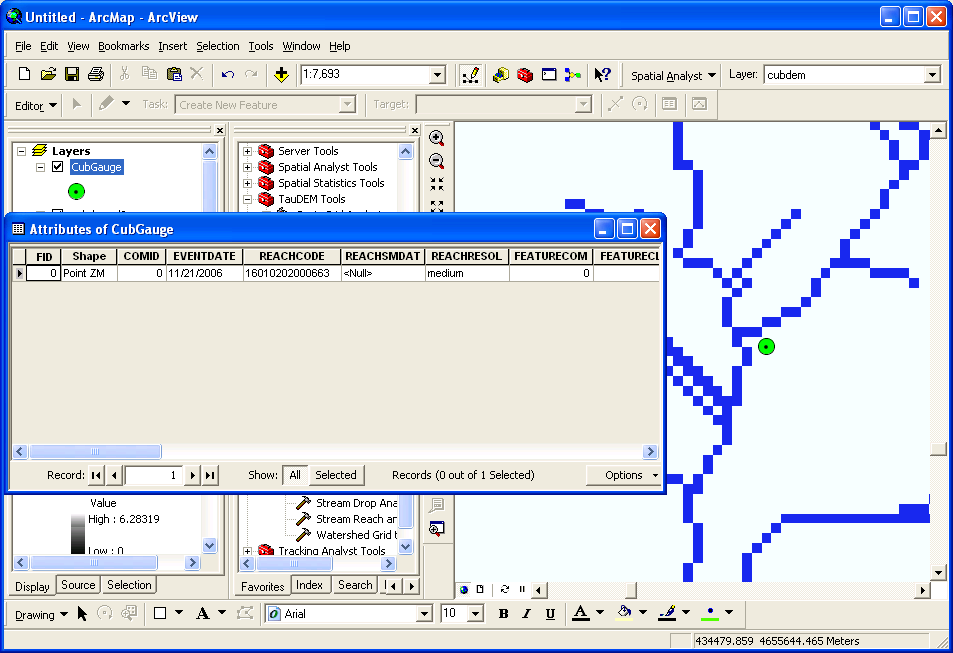 Untitled - ArcMap - ArcView
File Edit View Bookmarks Insert Selection Tools Window Help
1:7,693 Spatial Analyst Layer: cubdem
Editor Task: Create New Feature Target:
Layers
CubGauge
Server Tools
Spatial Analyst Tools
Spatial Statistics Tools
TauDEM Tools
Attributes of CubGauge
FID Shape COMID EVENTDATE REACHCODE REACHSMDAT REACHRESOL FEATURECOM FEATURECL
0 Point ZM 0 11/21/2006 16010202000663 <Null> medium 0
Record: 1 Show: All Selected Records (0 out of 1 Selected) Options
Value
High : 6.28319
Low : 0
Stream Drop Ana
Stream Reach ar
Watershed Grid t
Tracking Analyst Tools
Display Source Selection
Favorites Index Search
Drawing A Arial 10 B I U A
434479.859 4655644.465 Meters